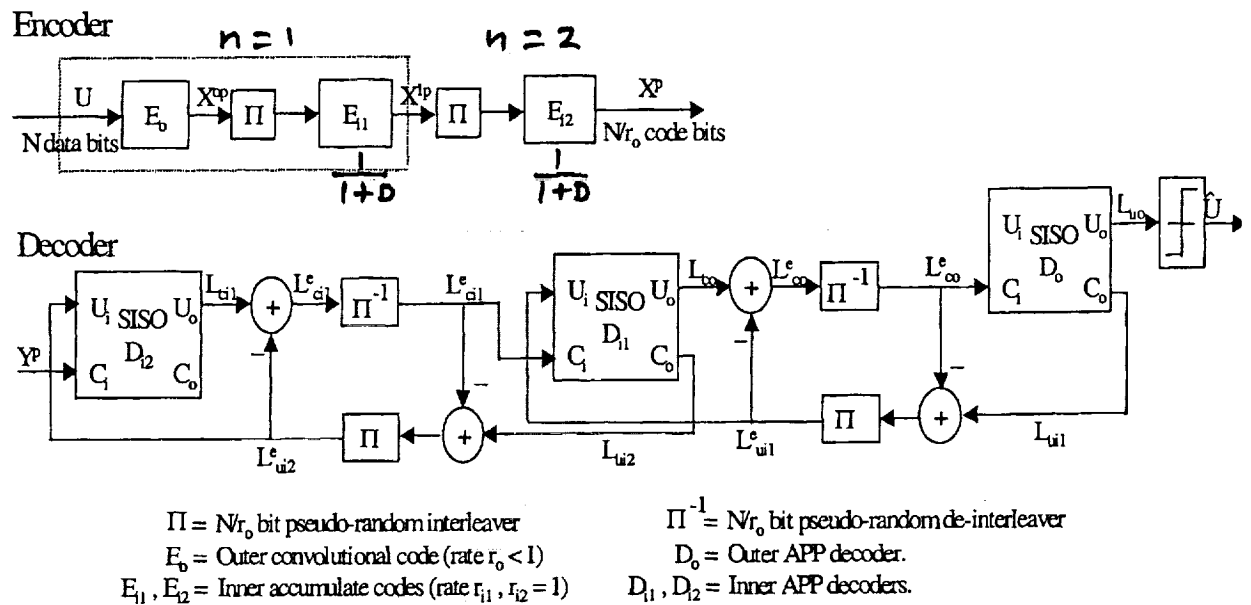 Encoder
n = 1
n = 2
U
N data bits
E_o
X^op
Π
E_i1
X^1p
Π
E_i2
X^p
N/r_o code bits
1/(1+D)
1/(1+D)
Decoder
Y^p
U_i SISO U_o
D_i2
C_i C_o
L_ci1
+
L^e_ci1
Π^-1
L^e_ci1
−
−
L^e_ui2
Π
+
L_ui2
U_i SISO U_o
D_i1
C_i C_o
L_co
+
L^e_co
Π^-1
L^e_co
−
−
L^e_ui1
Π
+
L_ui1
U_i SISO U_o
D_o
C_i C_o
L_uo
Û
Π = N/r_o bit pseudo-random interleaver
Π^-1 = N/r_o bit pseudo-random de-interleaver
E_o = Outer convolutional code (rate r_o < 1)
D_o = Outer APP decoder.
E_i1 , E_i2 = Inner accumulate codes (rate r_i1 , r_i2 = 1)
D_i1 , D_i2 = Inner APP decoders.